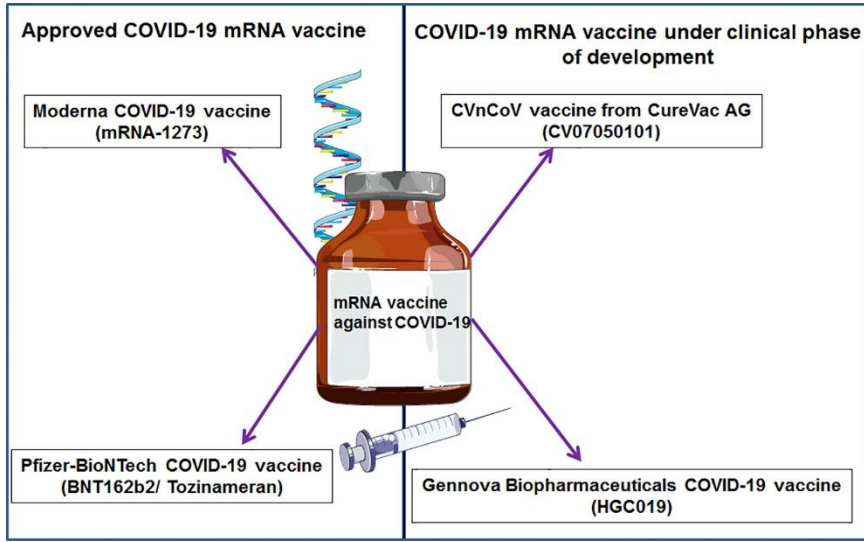 Approved COVID-19 mRNA vaccine
COVID-19 mRNA vaccine under clinical phase
of development
Moderna COVID-19 vaccine
(mRNA-1273)
CVnCoV vaccine from CureVac AG
(CV07050101)
mRNA vaccine
against COVID-19
Pfizer-BioNTech COVID-19 vaccine
(BNT162b2/ Tozinameran)
Gennova Biopharmaceuticals COVID-19 vaccine
(HGC019)